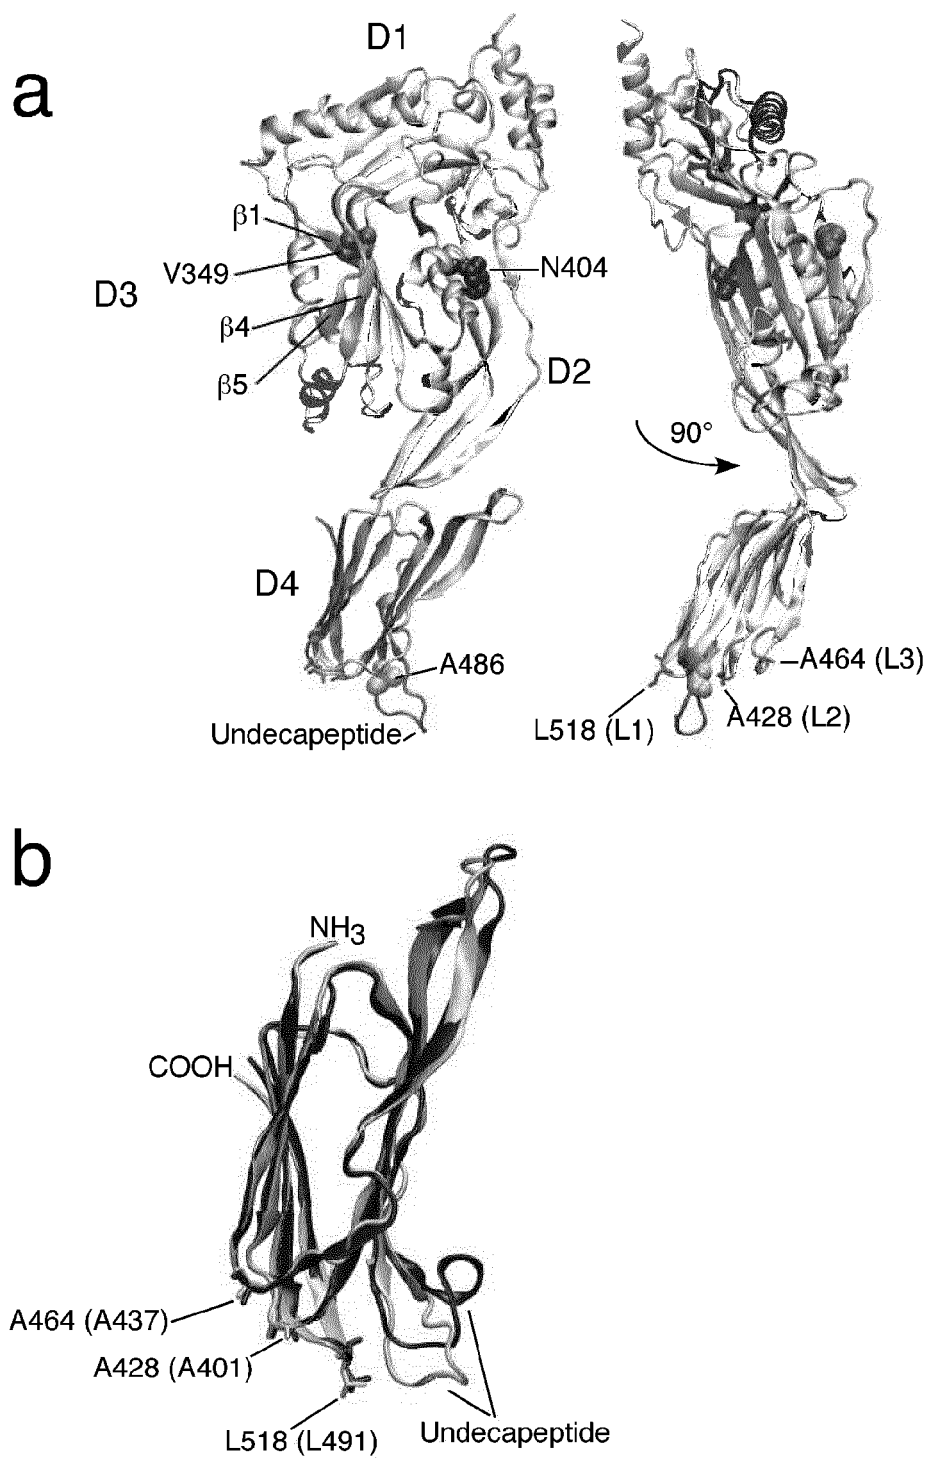 a
D1
β1
V349
D3
β4
β5
N404
D2
90°
D4
A486
Undecapeptide
A464 (L3)
A428 (L2)
L518 (L1)
b
NH3
COOH
A464 (A437)
A428 (A401)
L518 (L491)
Undecapeptide